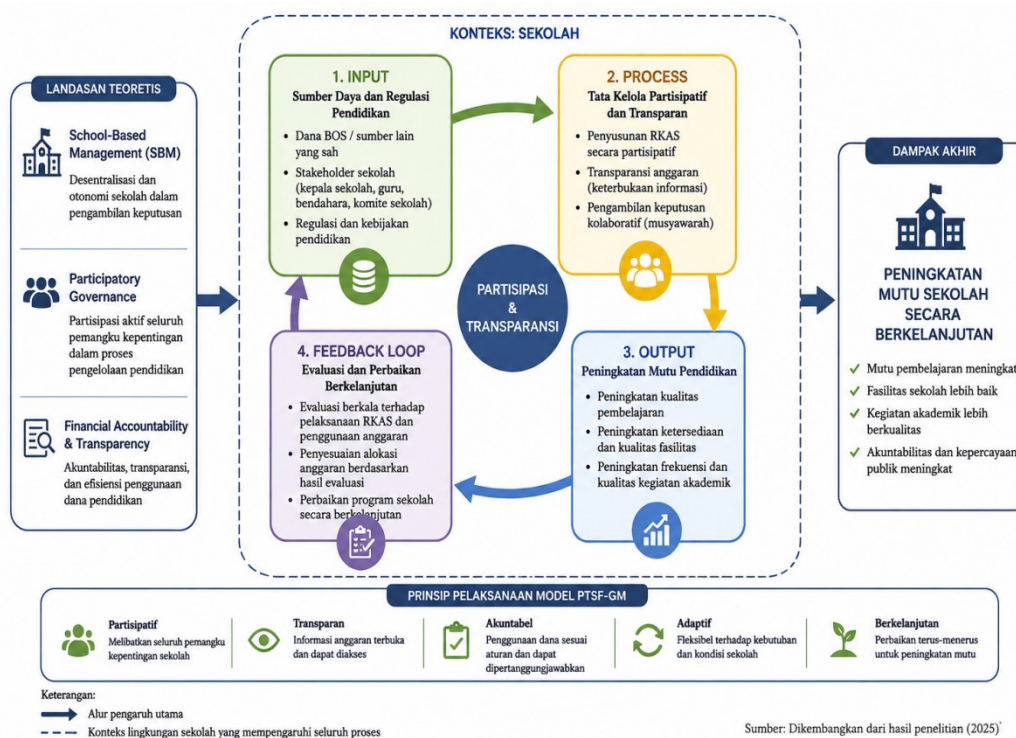 KONTEKS: SEKOLAH
LANDASAN TEORETIS
School-Based
Management (SBM)
Desentralisasi dan
otonomi sekolah dalam
pengambilan keputusan
Participatory
Governance
Partisipasi aktif seluruh
pemangku kepentingan
dalam proses
pengelolaan pendidikan
Financial Accountability
& Transparency
Akuntabilitas, transparansi,
dan efisiensi penggunaan
dana pendidikan
1. INPUT
Sumber Daya dan Regulasi
Pendidikan
• Dana BOS / sumber lain
yang sah
• Stakeholder sekolah
(kepala sekolah, guru,
bendahara, komite sekolah)
• Regulasi dan kebijakan
pendidikan
2. PROCESS
Tata Kelola Partisipatif
dan Transparan
• Penyusunan RKAS
secara partisipatif
• Transparansi anggaran
(keterbukaan informasi)
• Pengambilan keputusan
kolaboratif (musyawarah)
PARTISIPASI
&
TRANSPARANSI
4. FEEDBACK LOOP
Evaluasi dan Perbaikan
Berkelanjutan
• Evaluasi berkala terhadap
pelaksanaan RKAS dan
penggunaan anggaran
• Penyesuaian alokasi
anggaran berdasarkan
hasil evaluasi
• Perbaikan program sekolah
secara berkelanjutan
3. OUTPUT
Peningkatan Mutu Pendidikan
• Peningkatan kualitas
pembelajaran
• Peningkatan ketersediaan
dan kualitas fasilitas
• Peningkatan frekuensi dan
kualitas kegiatan akademik
DAMPAK AKHIR
PENINGKATAN
MUTU SEKOLAH
SECARA
BERKELANJUTAN
✓ Mutu pembelajaran meningkat
✓ Fasilitas sekolah lebih baik
✓ Kegiatan akademik lebih
berkualitas
✓ Akuntabilitas dan kepercayaan
publik meningkat
PRINSIP PELAKSANAAN MODEL PTSF-GM
Partisipatif
Melibatkan seluruh pemangku
kepentingan sekolah
Transparan
Informasi anggaran terbuka
dan dapat diakses
Akuntabel
Penggunaan dana sesuai
aturan dan dapat
dipertanggungjawabkan
Adaptif
Fleksibel terhadap kebutuhan
dan kondisi sekolah
Berkelanjutan
Perbaikan terus-menerus
untuk peningkatan mutu
Keterangan:
Alur pengaruh utama
Konteks lingkungan sekolah yang mempengaruhi seluruh proses
Sumber: Dikembangkan dari hasil penelitian (2025)